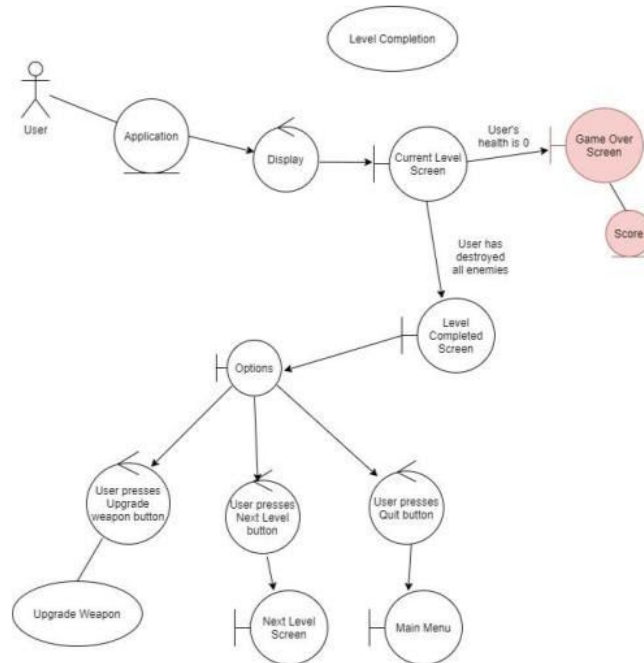 Level Completion
User
Application
Display
Current Level
Screen
User's
health is 0
Game Over
Screen
Score
User has
destroyed
all enemies
Level
Completed
Screen
Options
User presses
Upgrade
weapon button
User presses
Next Level
button
User presses
Quit button
Upgrade Weapon
Next Level
Screen
Main Menu